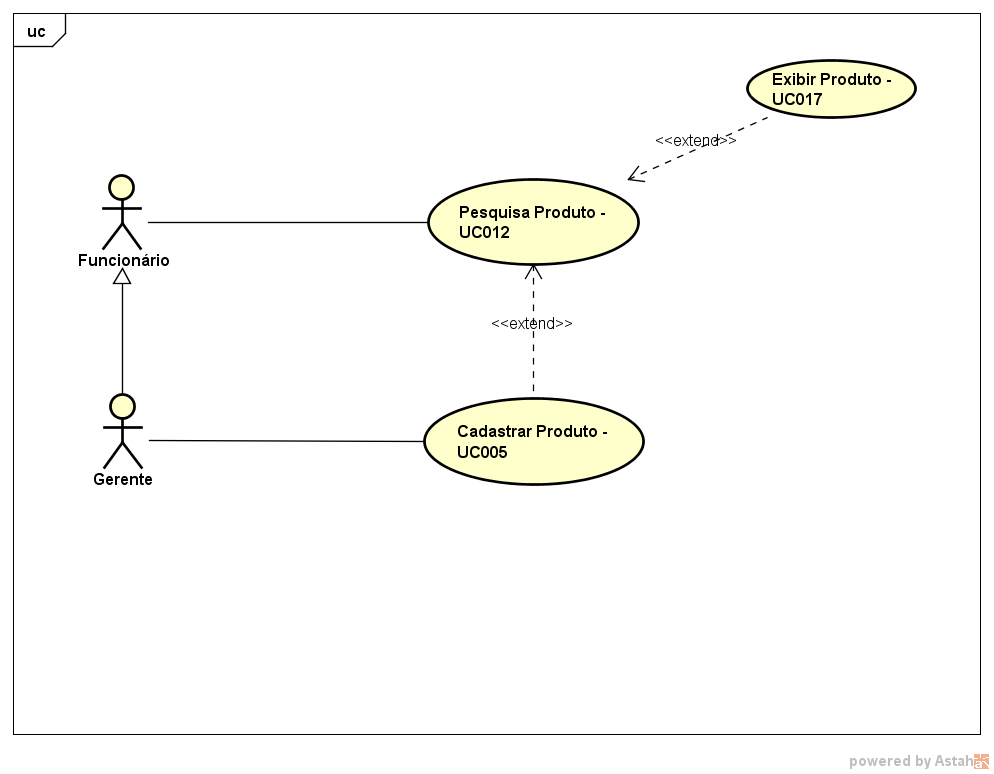 uc
Exibir Produto -
UC017
<<extend>>
Pesquisa Produto -
UC012
Funcionário
<<extend>>
Cadastrar Produto -
UC005
Gerente
powered by Astah